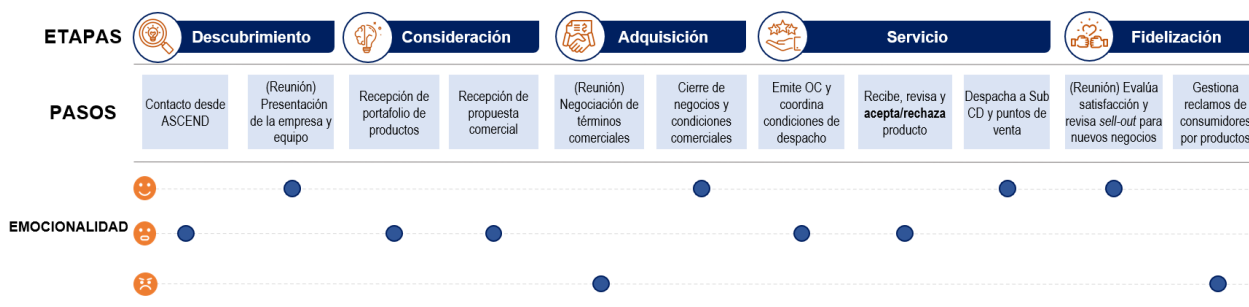 ETAPAS
Descubrimiento
Consideración
Adquisición
Servicio
Fidelización
PASOS
Contacto desde
ASCEND
(Reunión)
Presentación
de la empresa y
equipo
Recepción de
portafolio de
productos
Recepción de
propuesta
comercial
(Reunión)
Negociación de
términos
comerciales
Cierre de
negocios y
condiciones
comerciales
Emite OC y
coordina
condiciones de
despacho
Recibe, revisa y
acepta/rechaza
producto
Despacha a Sub
CD y puntos de
venta
(Reunión) Evalúa
satisfacción y
revisa sell-out para
nuevos negocios
Gestiona
reclamos de
consumidores
por productos
EMOCIONALIDAD